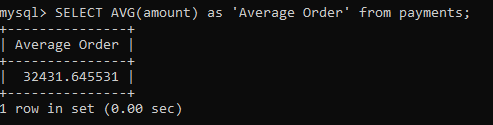 mysql> SELECT AVG(amount) as 'Average Order' from payments;
+---------------+
| Average Order |
+---------------+
|  32431.645531 |
+---------------+
1 row in set (0.00 sec)